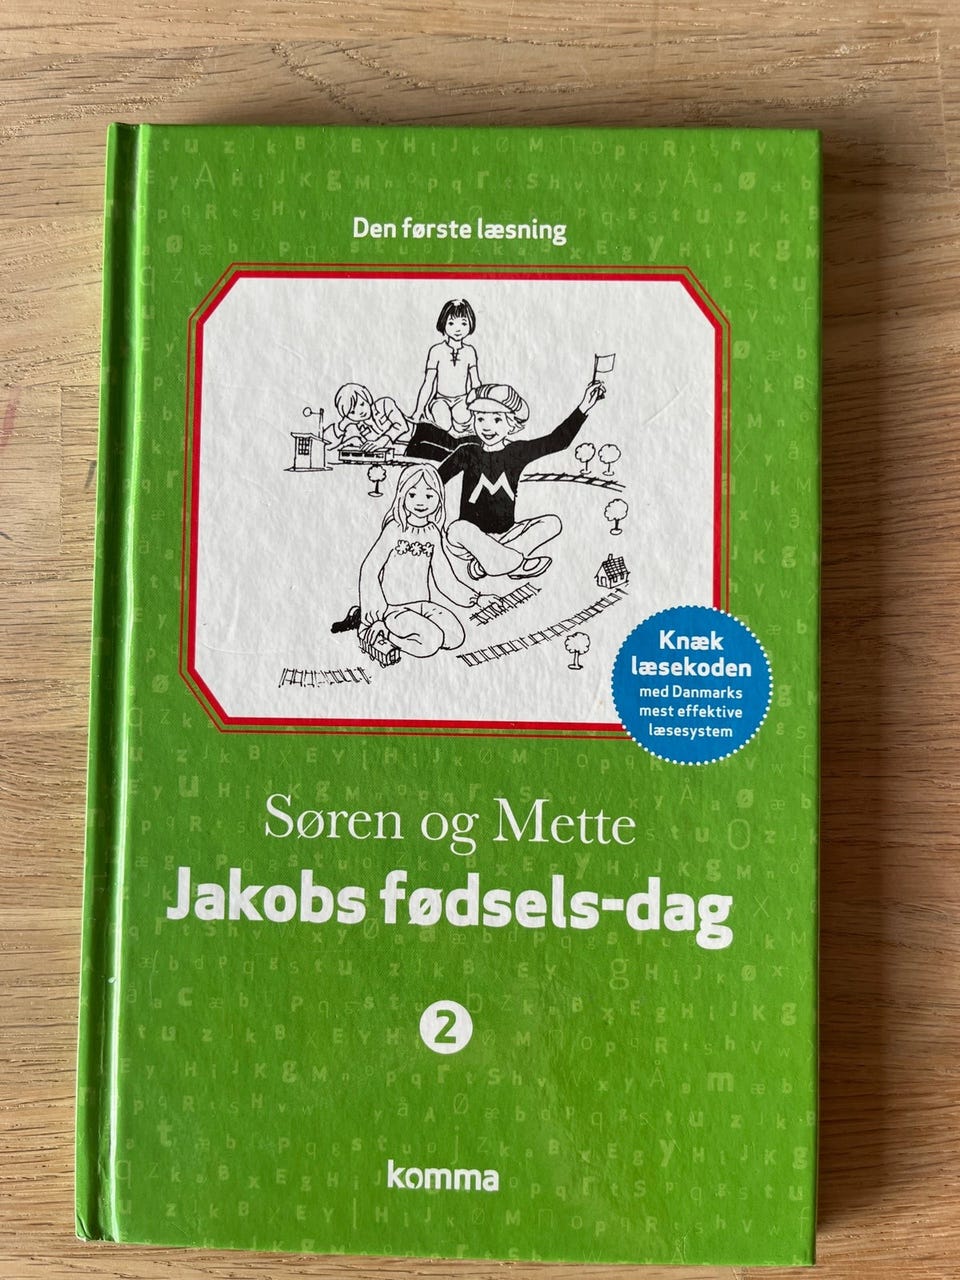 Den første læsning
M
Knæk
læsekoden
med Danmarks
mest effektive
læsesystem
Søren og Mette
Jakobs fødsels-dag
2
komma